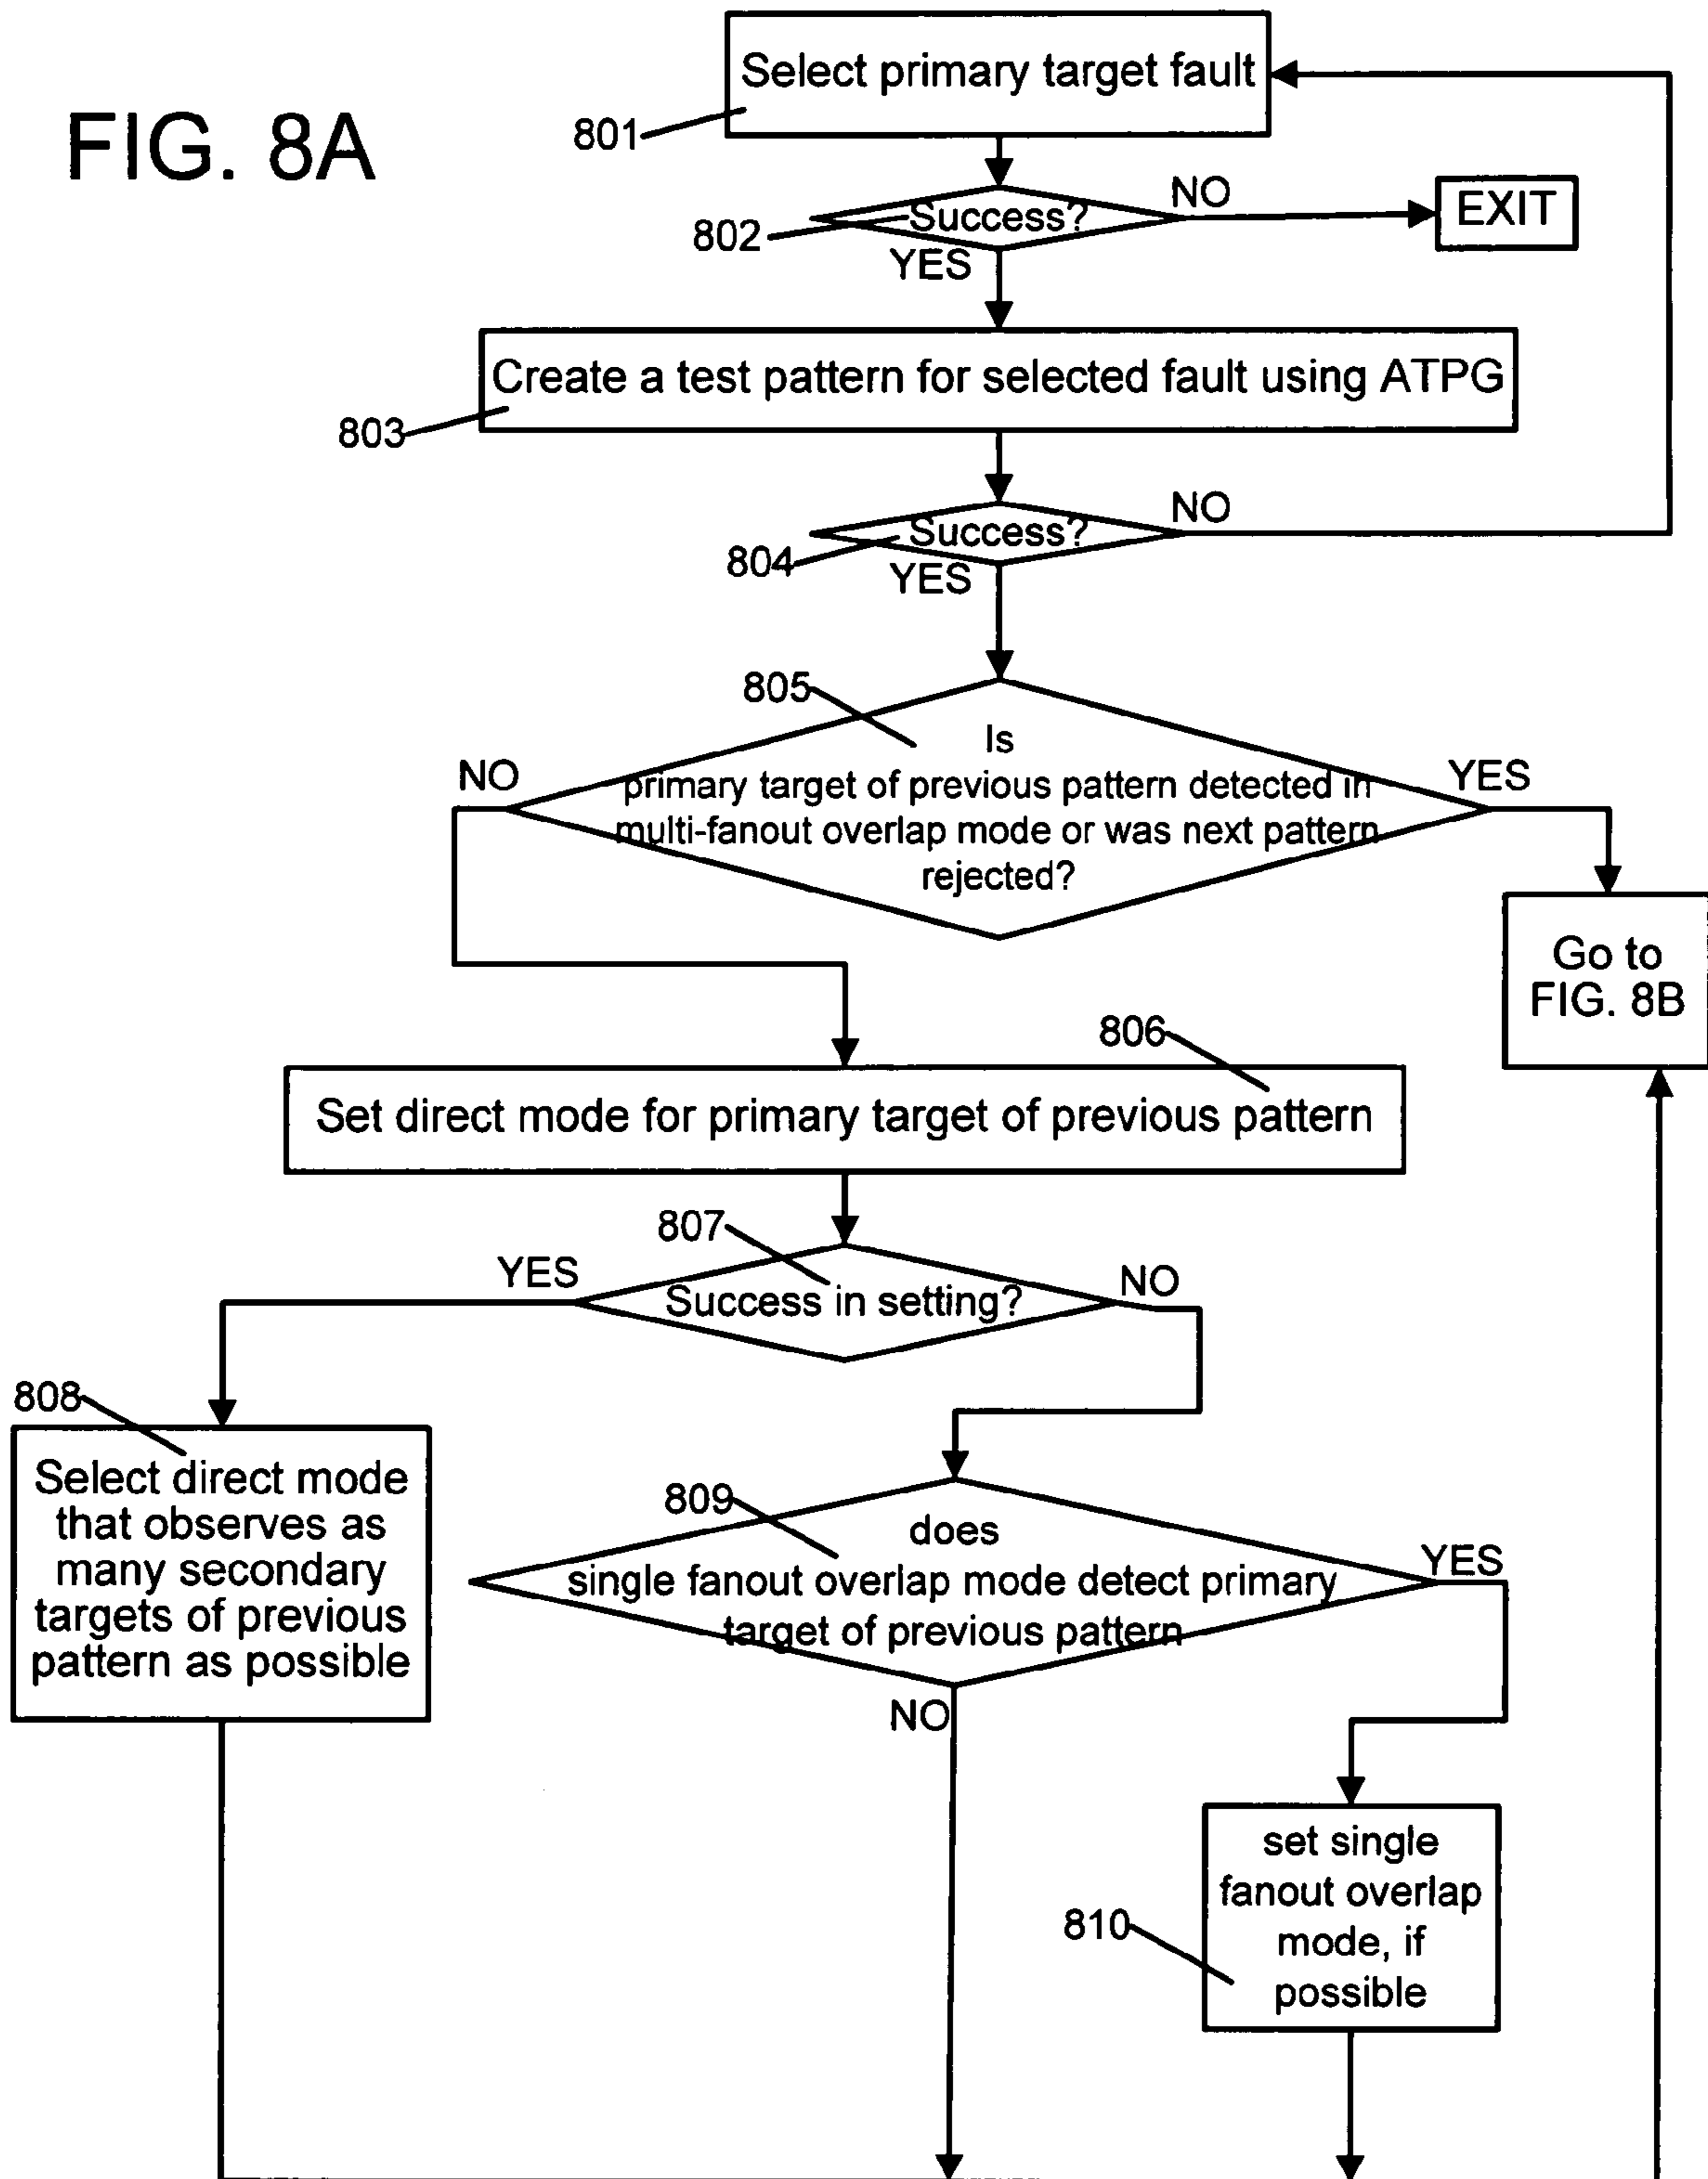 FIG. 8A
Select primary target fault
801
Success?
802
NO
EXIT
YES
Create a test pattern for selected fault using ATPG
803
Success?
804
NO
YES
805
Is
primary target of previous pattern detected in
multi-fanout overlap mode or was next pattern
rejected?
NO
YES
Go to
FIG. 8B
806
Set direct mode for primary target of previous pattern
807
Success in setting?
YES
NO
808
Select direct mode
that observes as
many secondary
targets of previous
pattern as possible
809
does
single fanout overlap mode detect primary
target of previous pattern
YES
NO
set single
fanout overlap
mode, if
possible
810